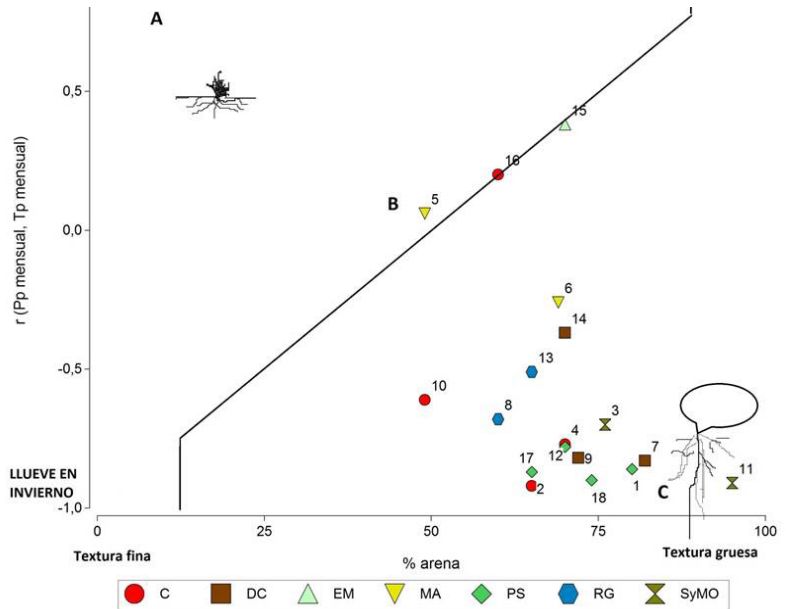 A
0,5
15
16
5
B
0,0
r (Pp mensual, Tp mensual)
6
14
13
-0,5
10
8
3
4
12
9
7
17
2
18
1
C
11
LLUEVE EN
INVIERNO
-1,0
0
25
50
75
100
Textura fina
% arena
Textura gruesa
C DC EM MA PS RG SyMO